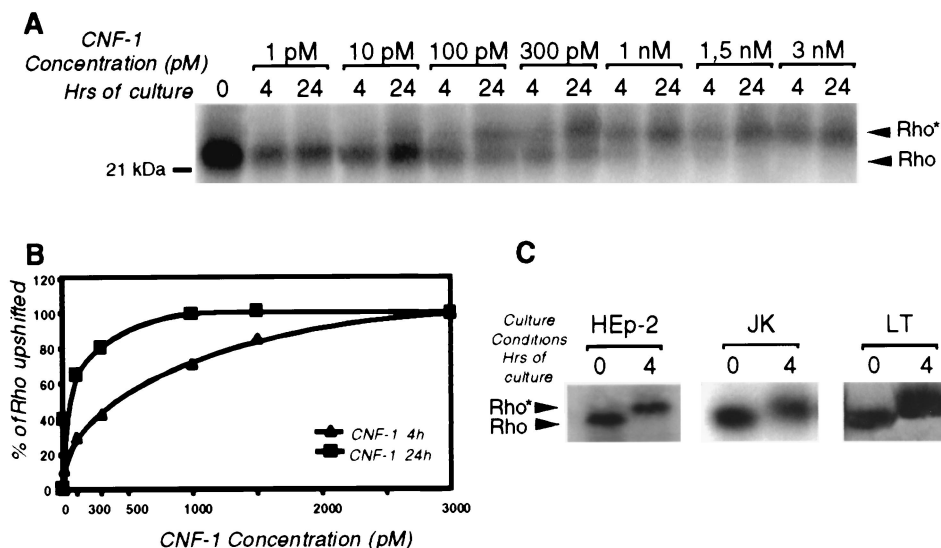 A
CNF-1
Concentration (pM)
1 pM 10 pM 100 pM 300 pM 1 nM 1,5 nM 3 nM
Hrs of culture 0 4 24 4 24 4 24 4 24 4 24 4 24 4 24
Rho*
Rho
21 kDa
B
% of Rho upshifted
120
100
80
60
40
20
0
CNF-1 4h
CNF-1 24h
0 300 500 1000 2000 3000
CNF-1 Concentration (pM)
C
Culture
Conditions
HEp-2 JK LT
Hrs of
culture
0 4 0 4 0 4
Rho*
Rho